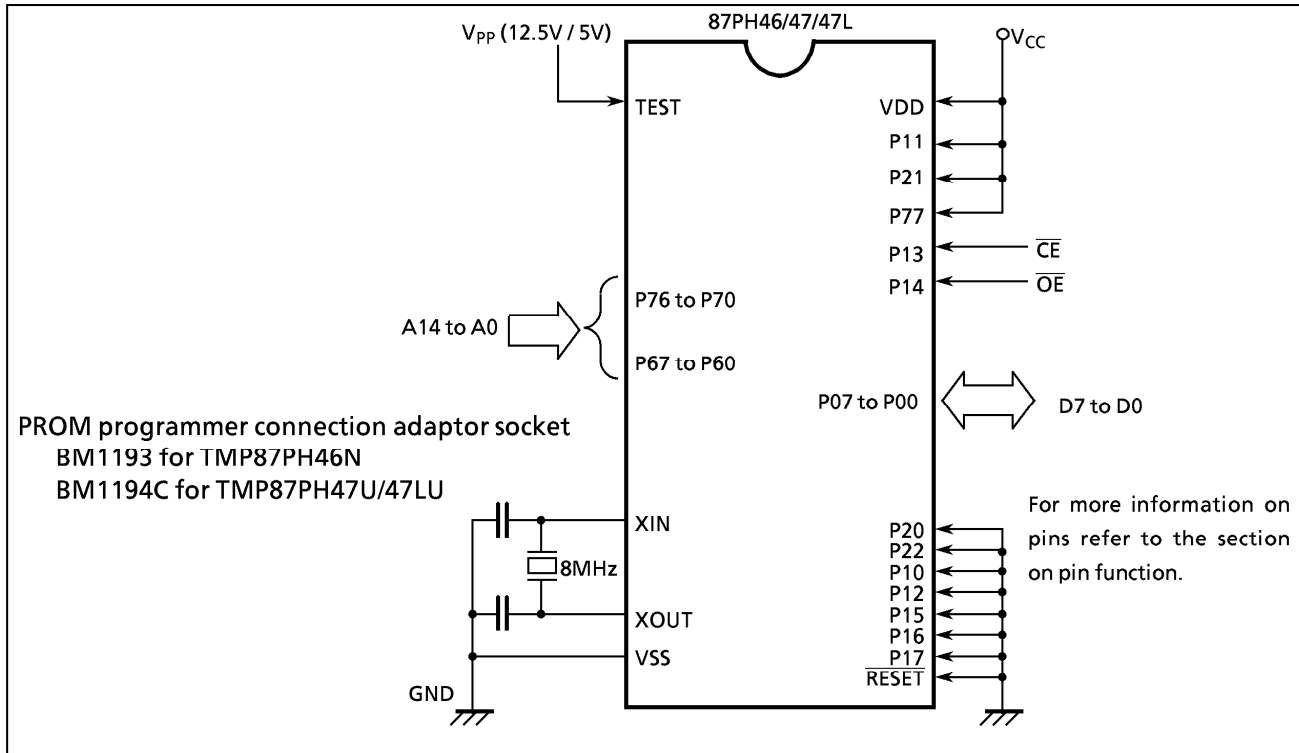 87PH46/47/47L
VPP (12.5V / 5V)
VCC
TEST
VDD
P11
P21
P77
P13
CE
P14
OE
P76 to P70
A14 to A0
P67 to P60
P07 to P00
D7 to D0
PROM programmer connection adaptor socket
BM1193 for TMP87PH46N
BM1194C for TMP87PH47U/47LU
XIN
8MHz
XOUT
VSS
GND
P20
P22
P10
P12
P15
P16
P17
RESET
For more information on
pins refer to the section
on pin function.